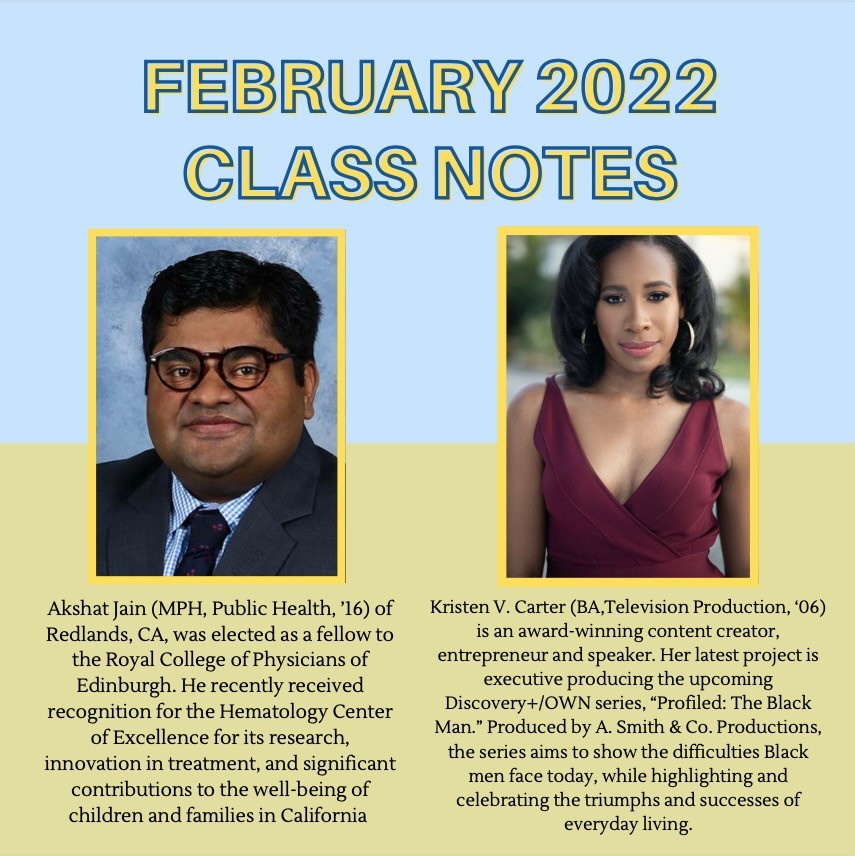 FEBRUARY 2022
CLASS NOTES
Akshat Jain (MPH, Public Health, ’16) of
Redlands, CA, was elected as a fellow to
the Royal College of Physicians of
Edinburgh. He recently received
recognition for the Hematology Center
of Excellence for its research,
innovation in treatment, and significant
contributions to the well-being of
children and families in California
Kristen V. Carter (BA,Television Production, ‘06)
is an award-winning content creator,
entrepreneur and speaker. Her latest project is
executive producing the upcoming
Discovery+/OWN series, “Profiled: The Black
Man.” Produced by A. Smith & Co. Productions,
the series aims to show the difficulties Black
men face today, while highlighting and
celebrating the triumphs and successes of
everyday living.